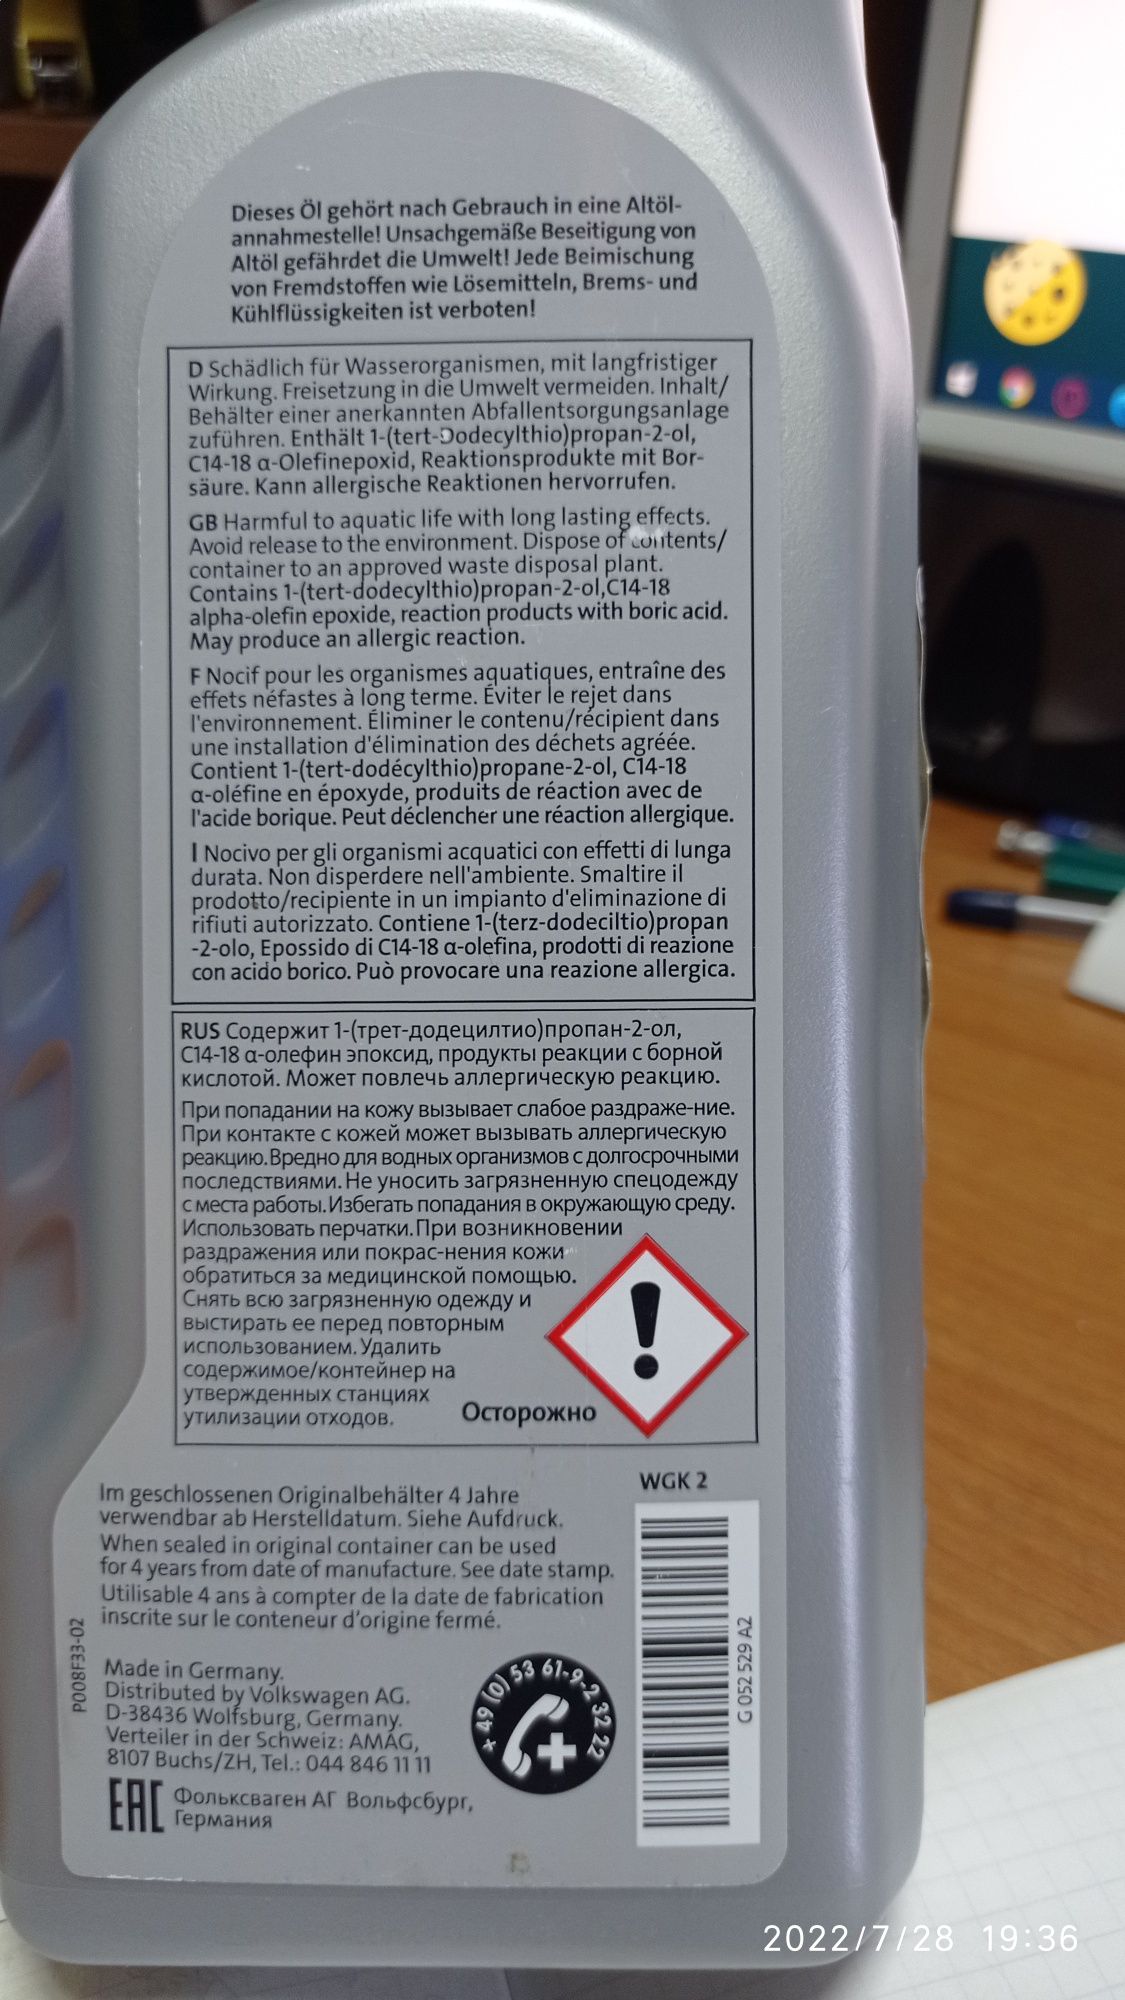 Dieses Öl gehört nach Gebrauch in eine Altöl-
annahmestelle! Unsachgemäße Beseitigung von
Altöl gefährdet die Umwelt! Jede Beimischung
von Fremdstoffen wie Lösemitteln, Brems- und
Kühlflüssigkeiten ist verboten!
D Schädlich für Wasserorganismen, mit langfristiger
Wirkung. Freisetzung in die Umwelt vermeiden. Inhalt/
Behälter einer anerkannten Abfallentsorgungsanlage
zuführen. Enthält 1-(tert-Dodecylthio)propan-2-ol,
C14-18 α-Olefinepoxid, Reaktionsprodukte mit Bor-
säure. Kann allergische Reaktionen hervorrufen.
GB Harmful to aquatic life with long lasting effects.
Avoid release to the environment. Dispose of contents/
container to an approved waste disposal plant.
Contains 1-(tert-dodecylthio)propan-2-ol,C14-18
alpha-olefin epoxide, reaction products with boric acid.
May produce an allergic reaction.
F Nocif pour les organismes aquatiques, entraîne des
effets néfastes à long terme. Éviter le rejet dans
l'environnement. Éliminer le contenu/récipient dans
une installation d'élimination des déchets agréée.
Contient 1-(tert-dodécylthio)propane-2-ol, C14-18
α-oléfine en époxyde, produits de réaction avec de
l'acide borique. Peut déclencher une réaction allergique.
I Nocivo per gli organismi acquatici con effetti di lunga
durata. Non disperdere nell'ambiente. Smaltire il
prodotto/recipiente in un impianto d'eliminazione di
rifiuti autorizzato. Contiene 1-(terz-dodeciltio)propan
-2-olo, Epossido di C14-18 α-olefina, prodotti di reazione
con acido borico. Può provocare una reazione allergica.
RUS Содержит 1-(трет-додецилтио)пропан-2-ол,
C14-18 α-олефин эпоксид, продукты реакции с борной
кислотой. Может повлечь аллергическую реакцию.
При попадании на кожу вызывает слабое раздраже-ние.
При контакте с кожей может вызывать аллергическую
реакцию.Вредно для водных организмов с долгосрочными
последствиями. Не уносить загрязненную спецодежду
с места работы.Избегать попадания в окружающую среду.
Использовать перчатки.При возникновении
раздражения или покрас-нения кожи
обратиться за медицинской помощью.
Снять всю загрязненную одежду и
выстирать ее перед повторным
использованием. Удалить
содержимое/контейнер на
утвержденных станциях
утилизации отходов.
Осторожно
Im geschlossenen Originalbehälter 4 Jahre
verwendbar ab Herstelldatum. Siehe Aufdruck.
When sealed in original container can be used
for 4 years from date of manufacture. See date stamp.
Utilisable 4 ans à compter de la date de fabrication
inscrite sur le conteneur d'origine fermé.
WGK 2
G 052 529 A2
P008F33-02
Made in Germany.
Distributed by Volkswagen AG.
D-38436 Wolfsburg, Germany.
Verteiler in der Schweiz: AMAG,
8107 Buchs/ZH, Tel.: 044 846 11 11
+49 (0) 53 61-9-2 32 22
EAC Фольксваген АГ Вольфсбург,
Германия
2022/7/28 19:36